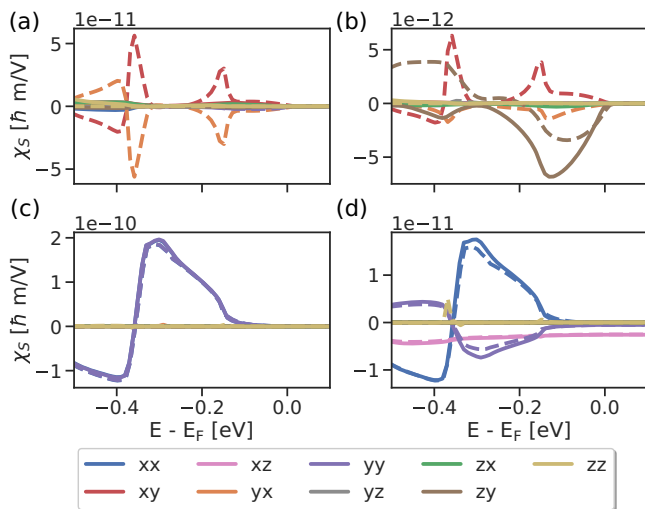 (a) 1e−11
(b) 1e−12
χS [ħ m/V]
5
0
−5
5
0
−5
(c) 1e−10
(d) 1e−11
χS [ħ m/V]
2
1
0
−1
1
0
−1
−0.4 −0.2 0.0
−0.4 −0.2 0.0
E - EF [eV]
E - EF [eV]
xx xz yy zx zz
xy yx yz zy